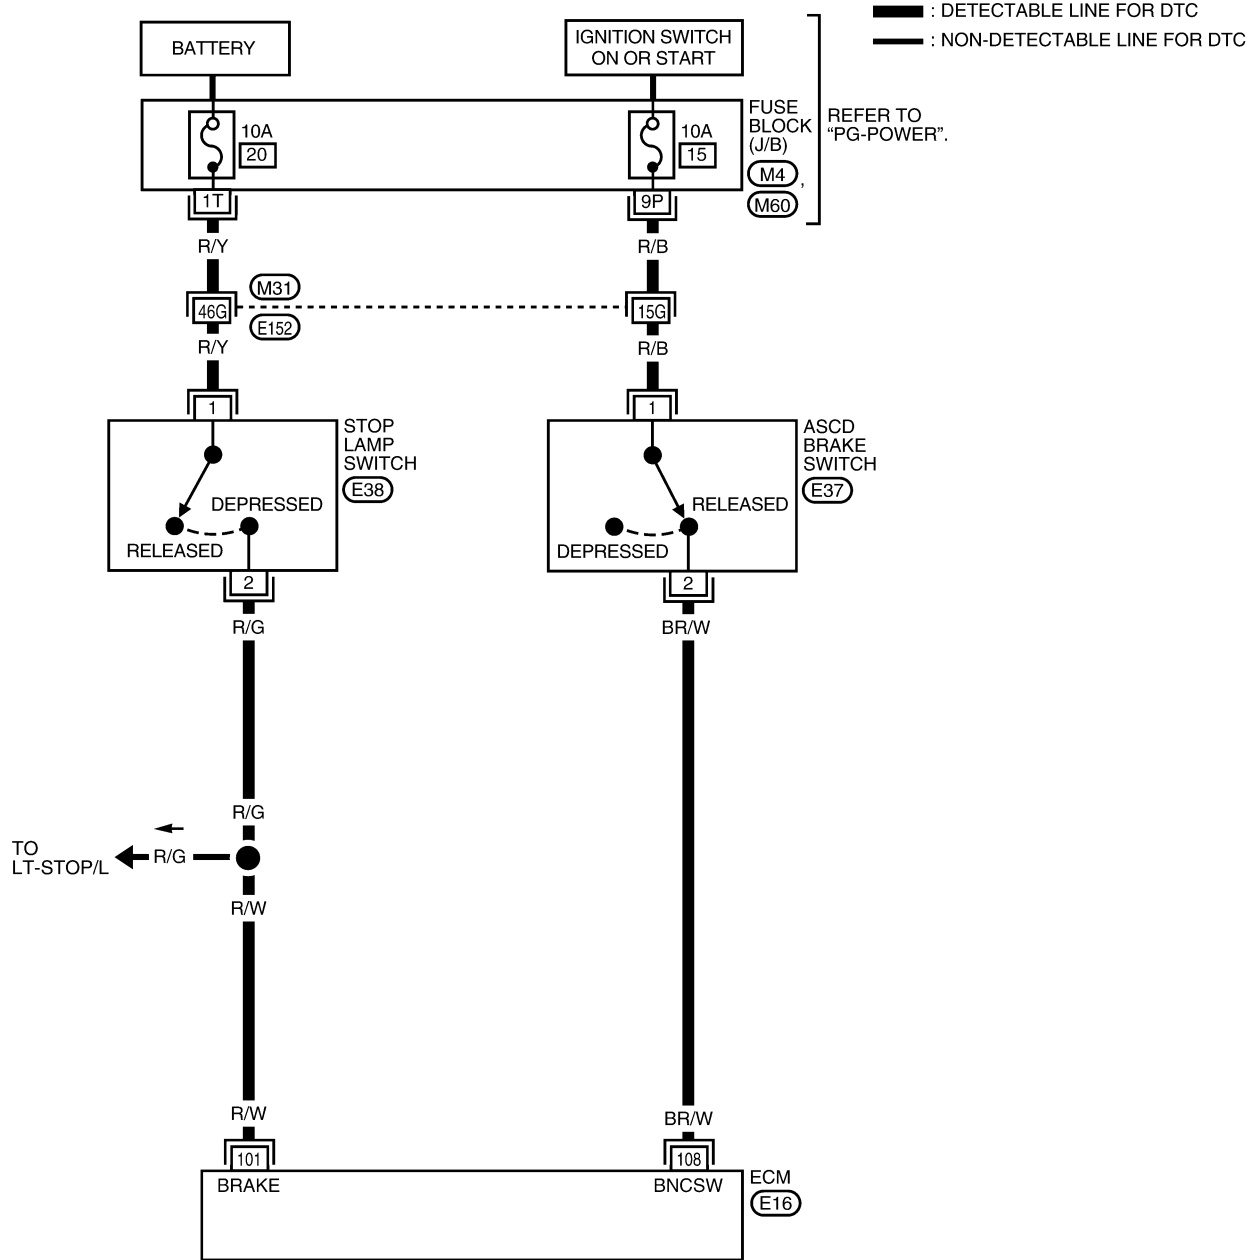 : DETECTABLE LINE FOR DTC
: NON-DETECTABLE LINE FOR DTC
BATTERY
IGNITION SWITCH
ON OR START
10A
20
10A
15
FUSE
BLOCK
(J/B)
M4 ,
M60
REFER TO
“PG-POWER”.
1T
9P
R/Y
R/B
M31
46G
15G
E152
R/Y
R/B
1
1
STOP
LAMP
SWITCH
E38
ASCD
BRAKE
SWITCH
E37
DEPRESSED
RELEASED
RELEASED
DEPRESSED
2
2
R/G
BR/W
R/G
TO
LT-STOP/L
R/G
R/W
R/W
BR/W
101
108
BRAKE
BNCSW
ECM
E16